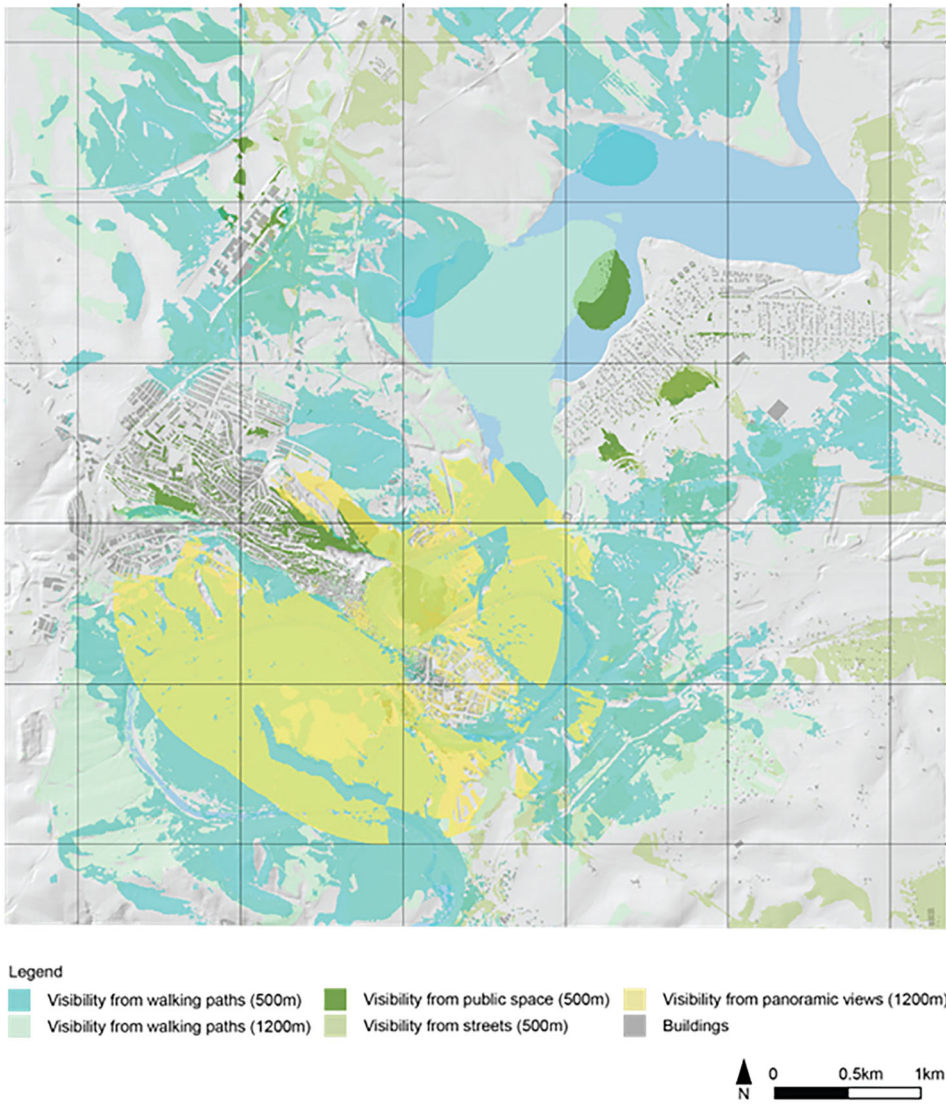 Legend
Visibility from walking paths (500m)
Visibility from public space (500m)
Visibility from panoramic views (1200m)
Visibility from walking paths (1200m)
Visibility from streets (500m)
Buildings
N
0 0.5km 1km